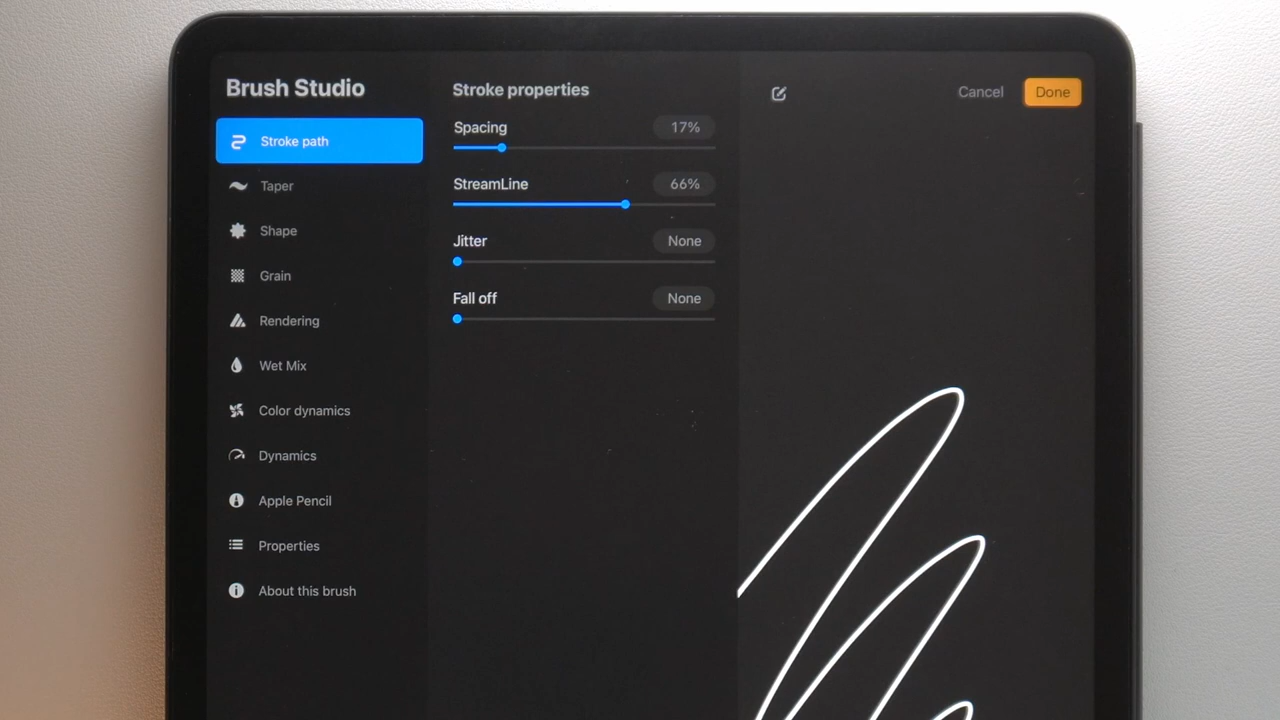 Brush Studio
Stroke path
Taper
Shape
Grain
Rendering
Wet Mix
Color dynamics
Dynamics
Apple Pencil
Properties
About this brush
Stroke properties
Spacing 17%
StreamLine 66%
Jitter None
Fall off None
Cancel Done